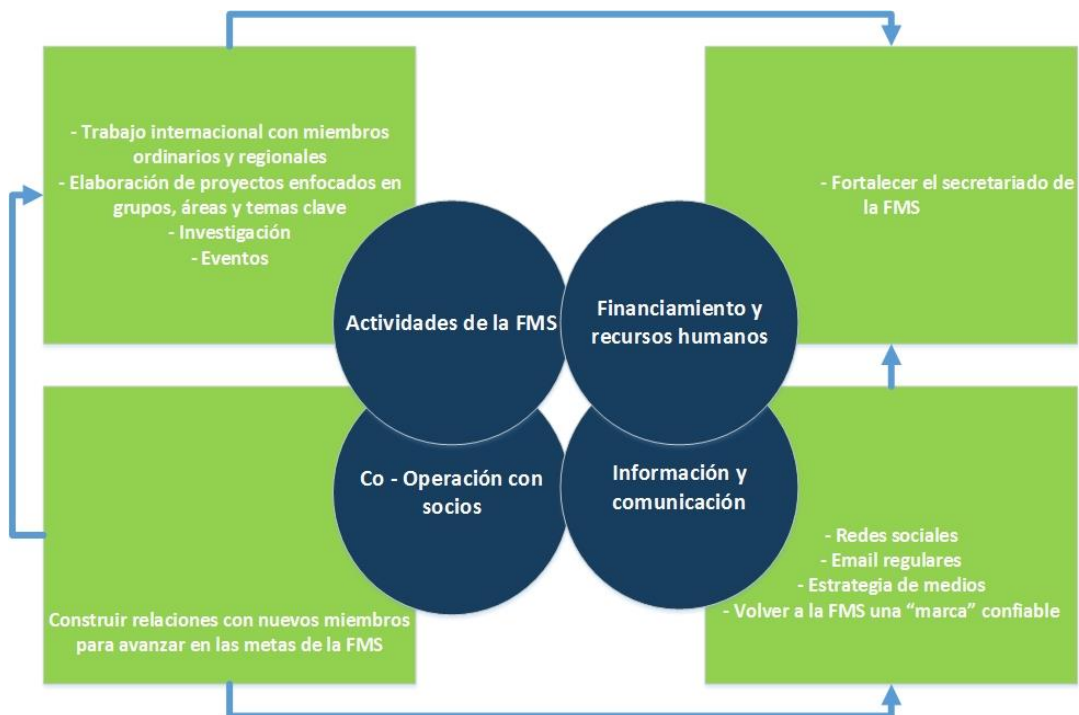 - Trabajo internacional con miembros
ordinarios y regionales
- Elaboración de proyectos enfocados en
grupos, áreas y temas clave
- Investigación
- Eventos
- Fortalecer el secretariado de
la FMS
Actividades de la FMS
Financiamiento y
recursos humanos
Co - Operación con
socios
Información y
comunicación
Construir relaciones con nuevos miembros
para avanzar en las metas de la FMS
- Redes sociales
- Email regulares
- Estrategia de medios
- Volver a la FMS una “marca” confiable